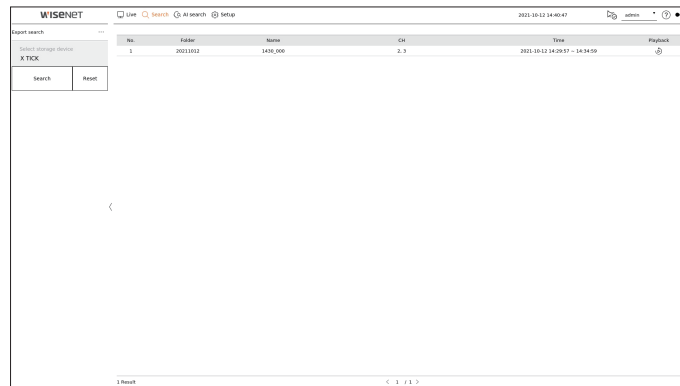 WISENET
Live Search AI search Setup 2021-10-12 14:40:47 admin
Export search
Select storage device
X TICK
Search Reset
No. Folder Name CH Time Playback
1 20211012 1430_000 2, 3 2021-10-12 14:29:57 ~ 14:34:59
1 Result < 1 / 1 >